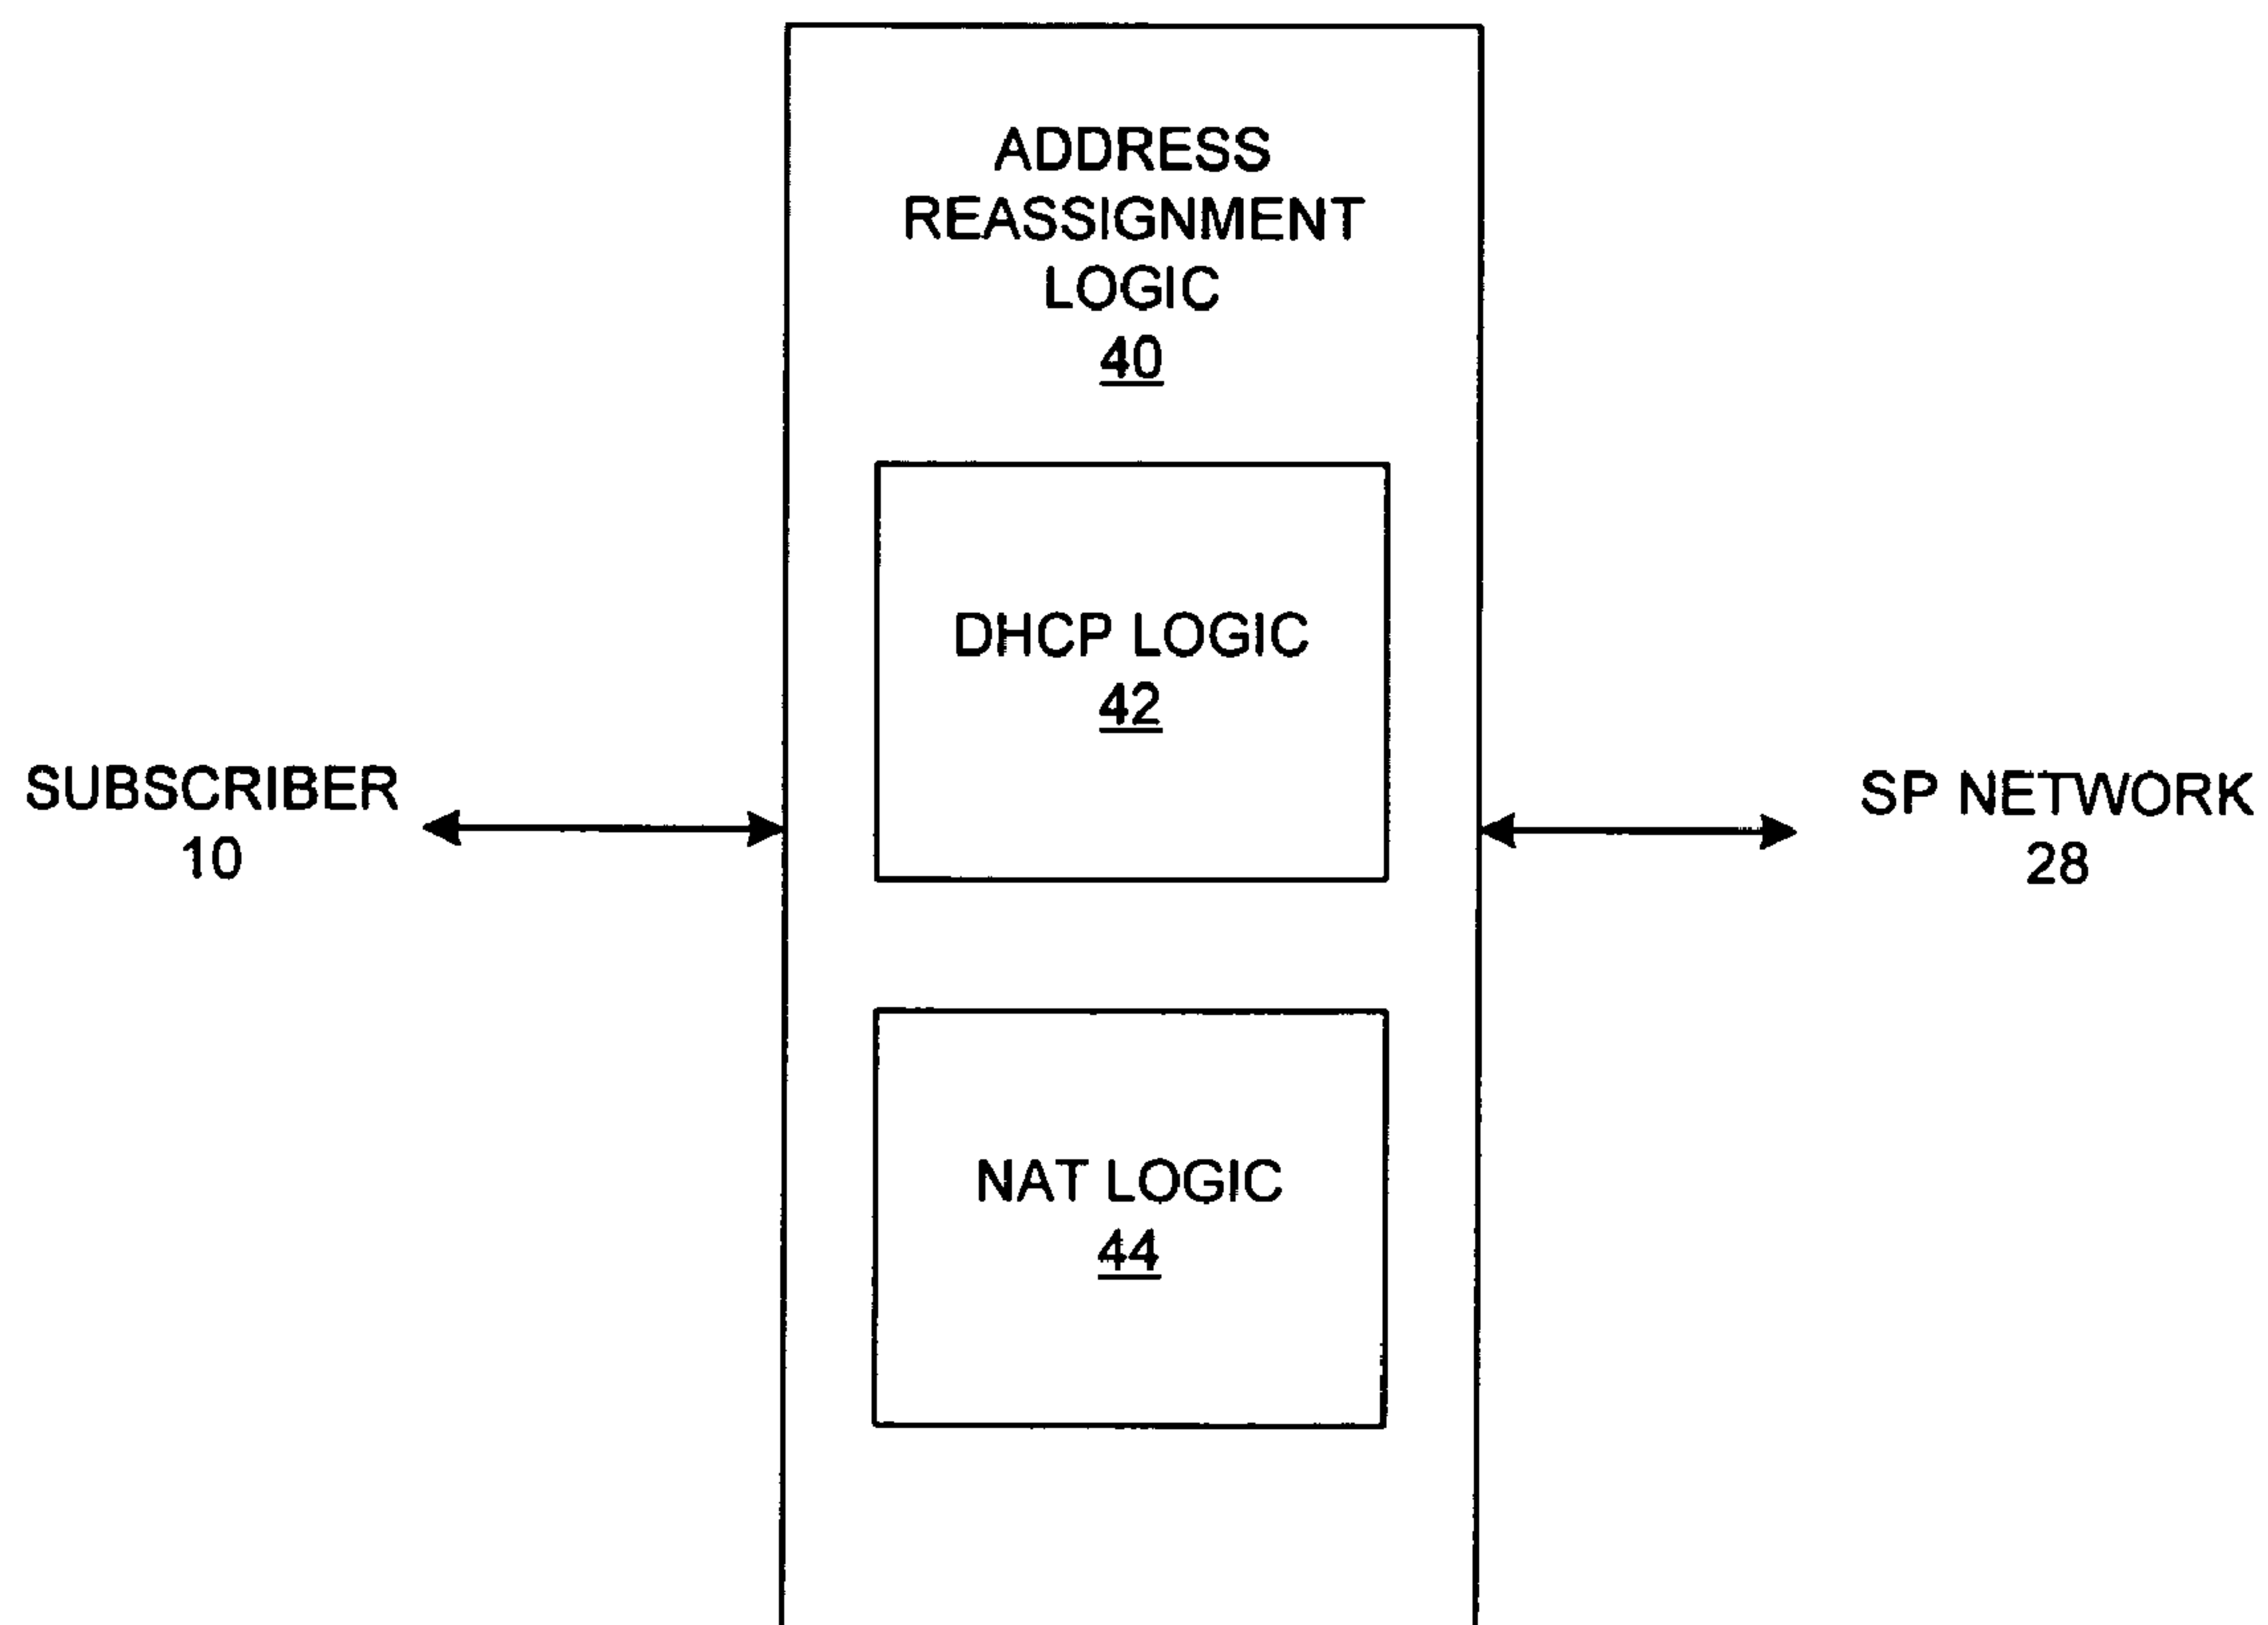 ADDRESS
REASSIGNMENT
LOGIC
40
DHCP LOGIC
42
SUBSCRIBER
10
SP NETWORK
28
NAT LOGIC
44